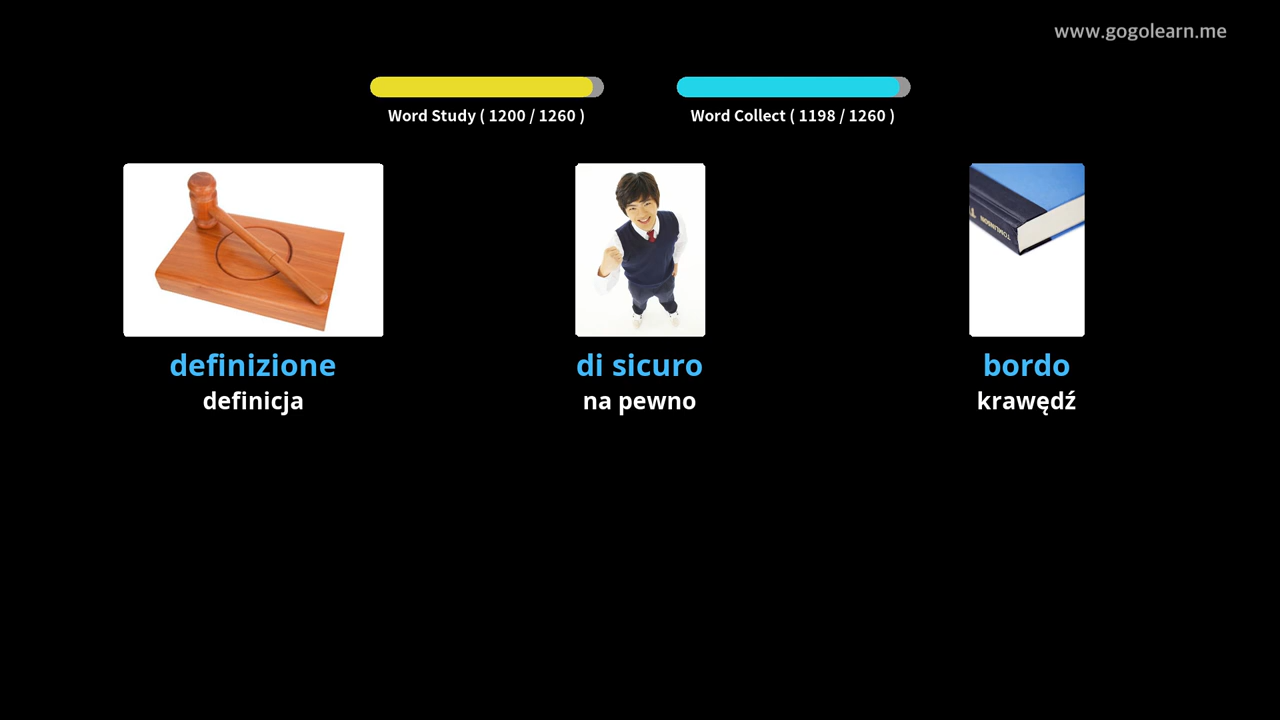 www.gogolearn.me
Word Study ( 1200 / 1260 )
Word Collect ( 1198 / 1260 )
TOMLINSON
definizione
definicja
di sicuro
na pewno
bordo
krawędź